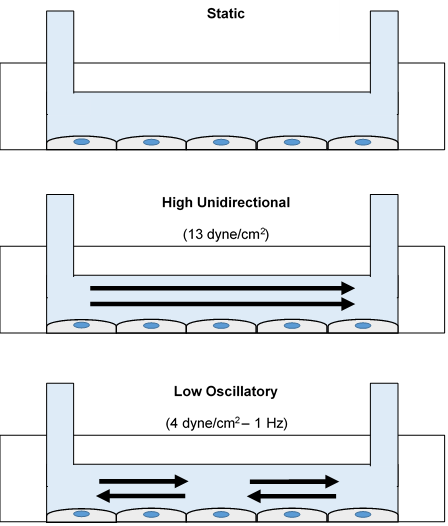 Static
High Unidirectional
(13 dyne/cm²)
Low Oscillatory
(4 dyne/cm² – 1 Hz)